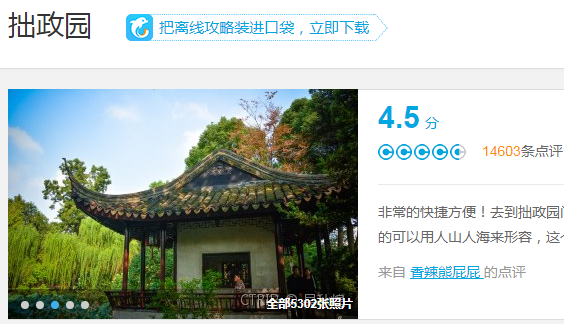 拙政园
把离线攻略装进口袋，立即下载
4.5 分
14603条点评
非常的快捷方便！去到拙政园
的可以用人山人海来形容，这
来自 香辣能屁屁 的点评
全部5302张照片